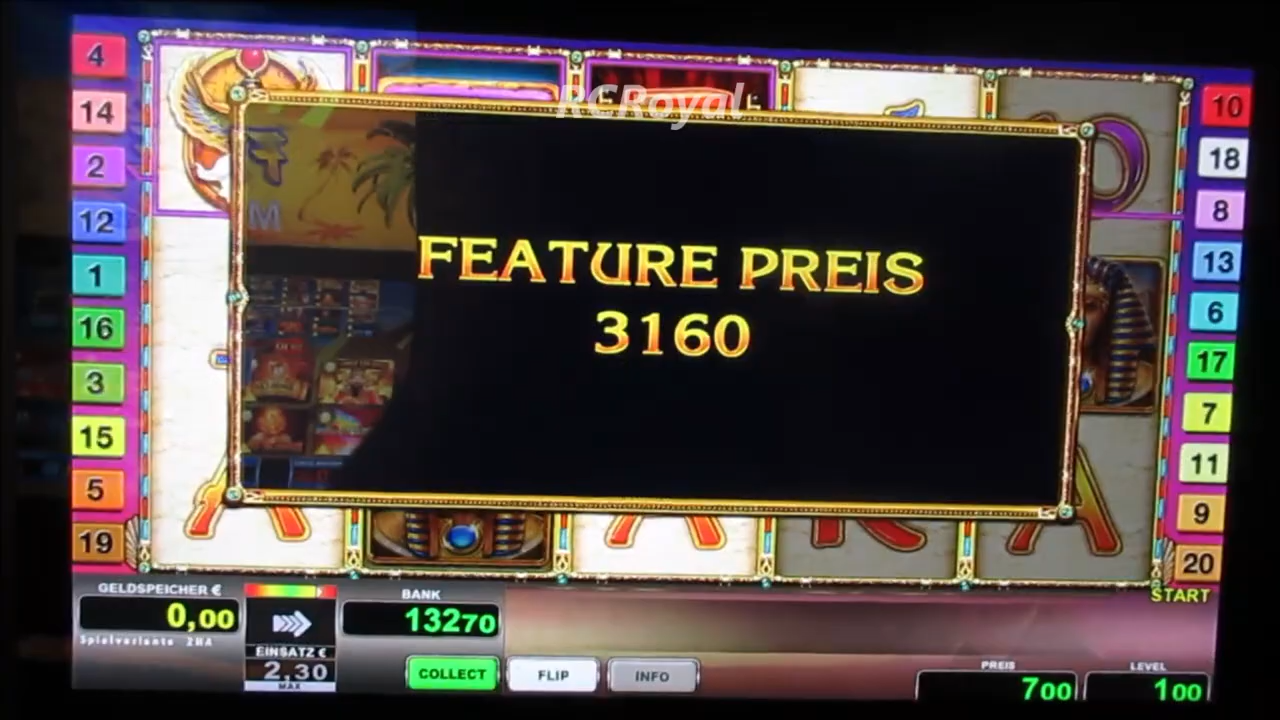 RCRoyal
FEATURE PREIS
3160
4
14
2
12
1
16
3
15
5
19
10
18
8
13
6
17
7
11
9
20
START
GELDSPEICHER €
0,00
Spielvariante 2HA
EINSATZ €
2,30
MAX
BANK
13270
COLLECT
FLIP
INFO
PREIS
700
LEVEL
100